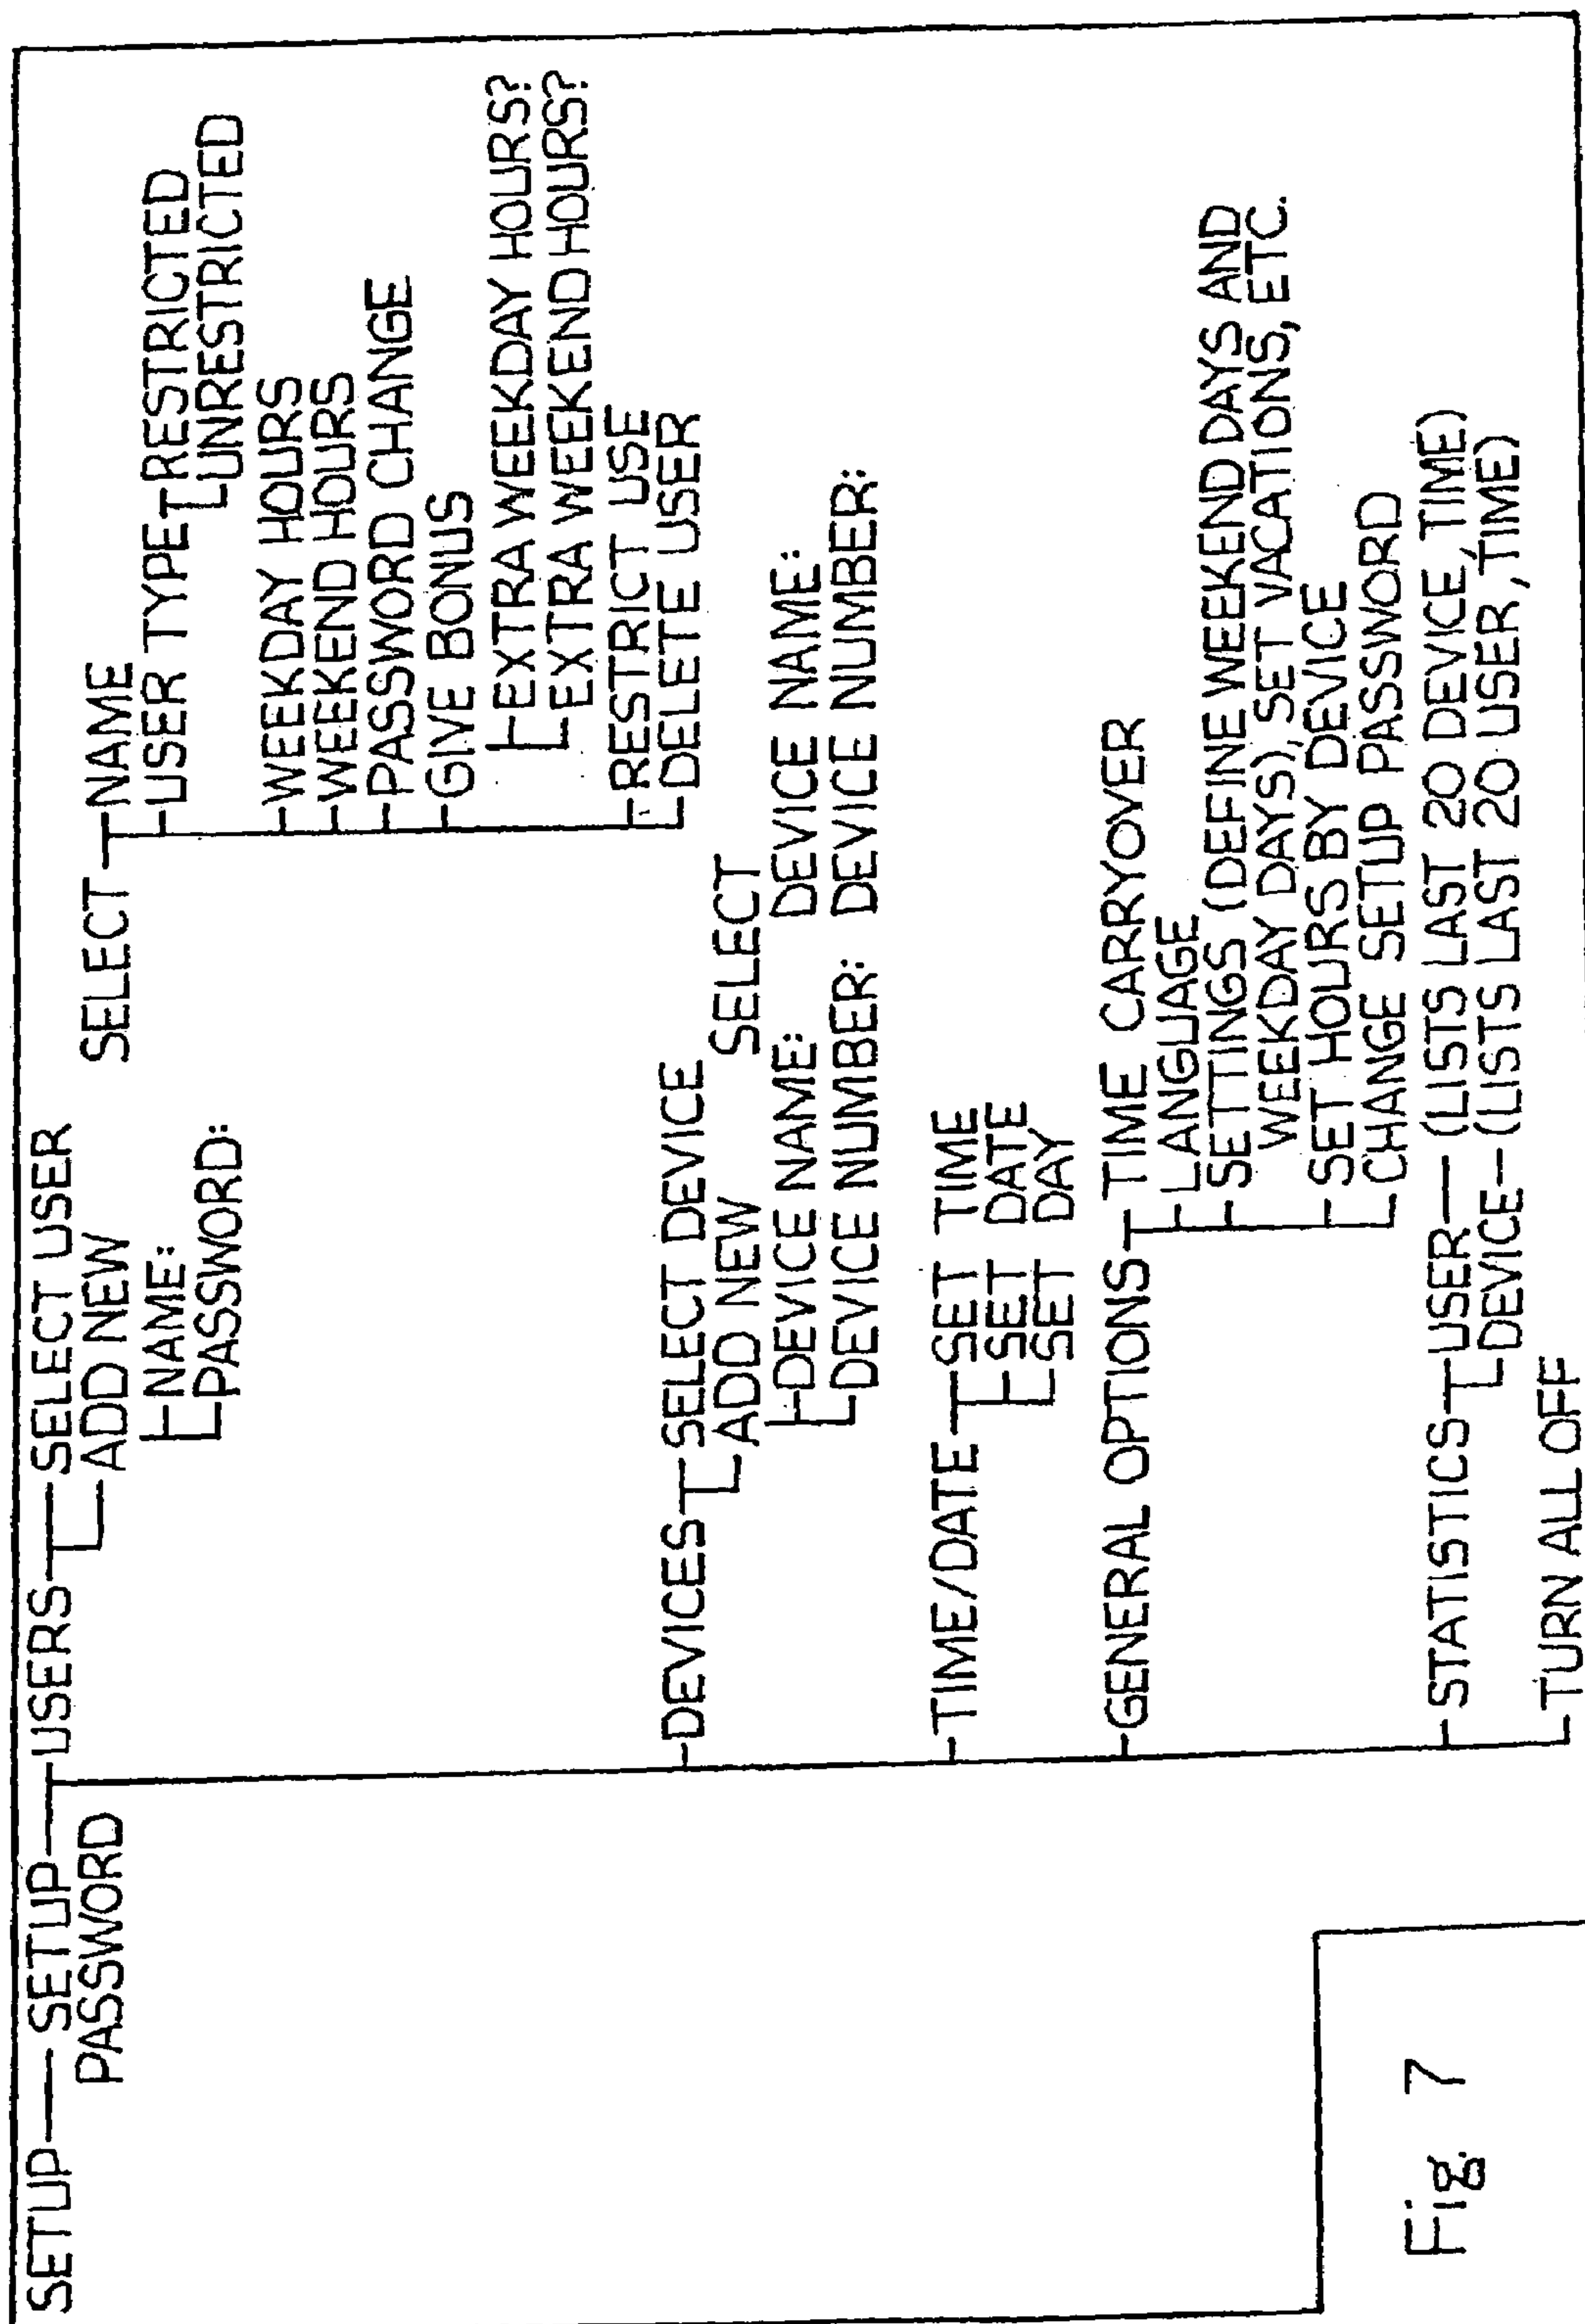 SETUP — SETUP — USERS — SELECT USER
PASSWORD
ADD NEW
NAME:
PASSWORD:
SELECT — NAME
USER TYPE — RESTRICTED
UNRESTRICTED
WEEKDAY HOURS
WEEKEND HOURS
PASSWORD CHANGE
GIVE BONUS
EXTRA WEEKDAY HOURS?
EXTRA WEEKEND HOURS?
RESTRICT USE
DELETE USER
DEVICES — SELECT DEVICE
ADD NEW SELECT
DEVICE NAME: DEVICE NAME:
DEVICE NUMBER: DEVICE NUMBER:
TIME/DATE — SET TIME
SET DATE
SET DAY
GENERAL OPTIONS — TIME CARRYOVER
LANGUAGE
SETTINGS (DEFINE WEEKEND DAYS AND
WEEKDAY DAYS), SET VACATIONS, ETC.
SET HOURS BY DEVICE
CHANGE SETUP PASSWORD
STATISTICS — USER — (LISTS LAST 20 DEVICE, TIME)
DEVICE — (LISTS LAST 20 USER, TIME)
TURN ALL OFF
Fig. 7